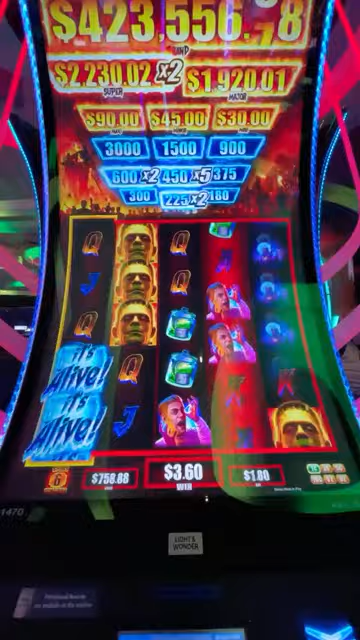 $423,556.
GRAND
$2,230.02 x2 $1,920.01
SUPER MAJOR
$90.00 $45.00 $30.00
3000 1500 900
600 x2 450 x5 375
300 225 x2 180
Q Q
J
Q K
it's Alive! Q
it's Alive! J
6 $758.88 $3.60 $1.80
WIN
1470
LIGHT & WONDER